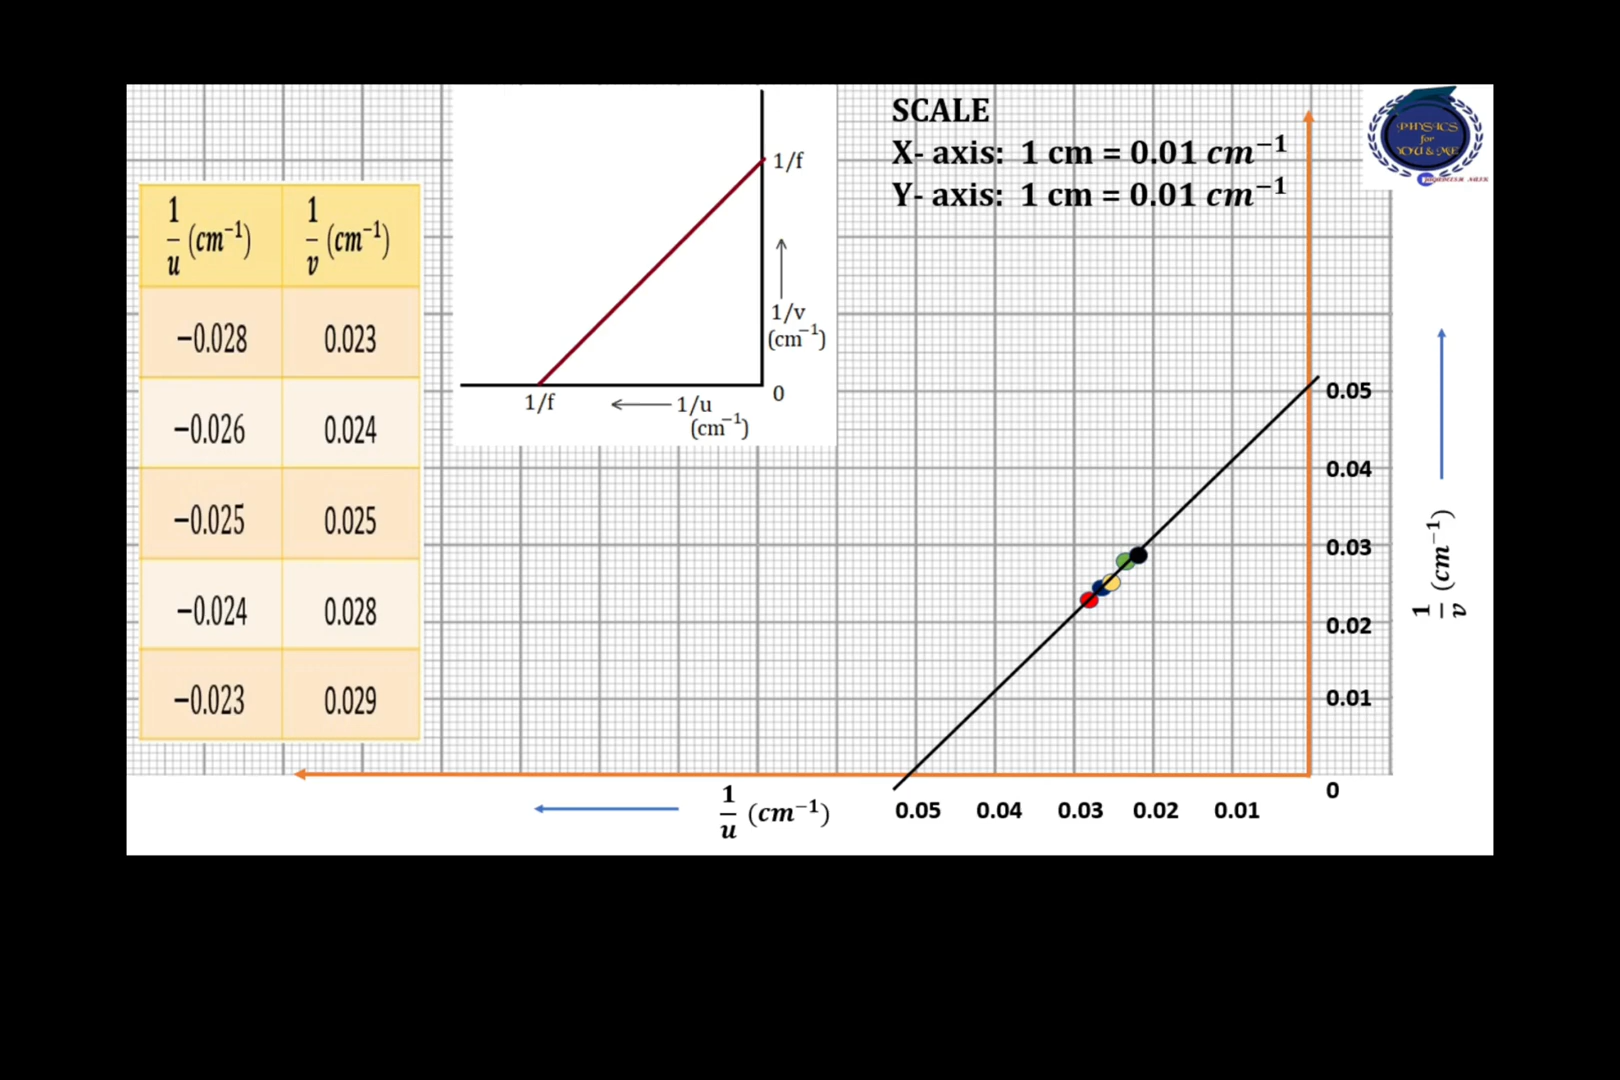 SCALE
X- axis: 1 cm = 0.01 cm⁻¹
Y- axis: 1 cm = 0.01 cm⁻¹
PHYSICS
for
YOU & ME
1/u (cm⁻¹) 1/v (cm⁻¹)
−0.028 0.023
−0.026 0.024
−0.025 0.025
−0.024 0.028
−0.023 0.029
1/f
1/v
(cm⁻¹)
0
1/f
1/u
(cm⁻¹)
0.05
0.04
0.03
0.02
0.01
0
1/v (cm⁻¹)
0.05 0.04 0.03 0.02 0.01
1/u (cm⁻¹)